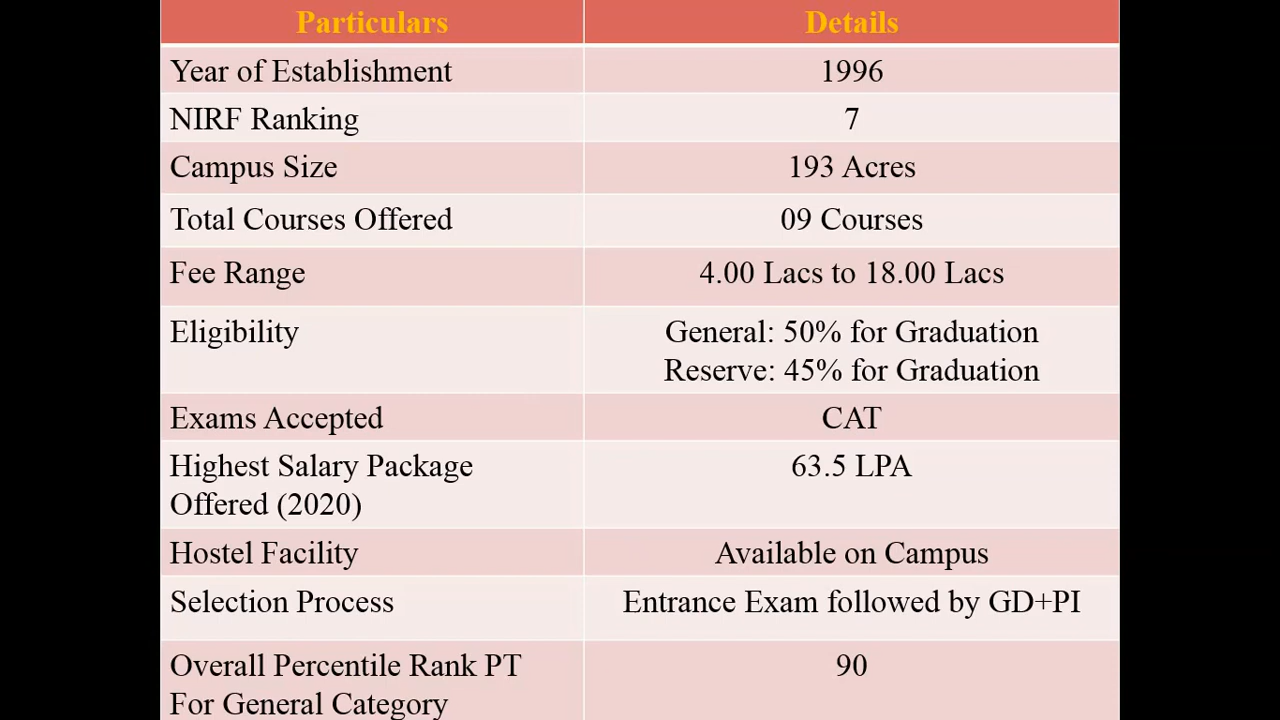 Particulars Details
Year of Establishment 1996
NIRF Ranking 7
Campus Size 193 Acres
Total Courses Offered 09 Courses
Fee Range 4.00 Lacs to 18.00 Lacs
Eligibility General: 50% for Graduation
Reserve: 45% for Graduation
Exams Accepted CAT
Highest Salary Package 63.5 LPA
Offered (2020)
Hostel Facility Available on Campus
Selection Process Entrance Exam followed by GD+PI
Overall Percentile Rank PT 90
For General Category